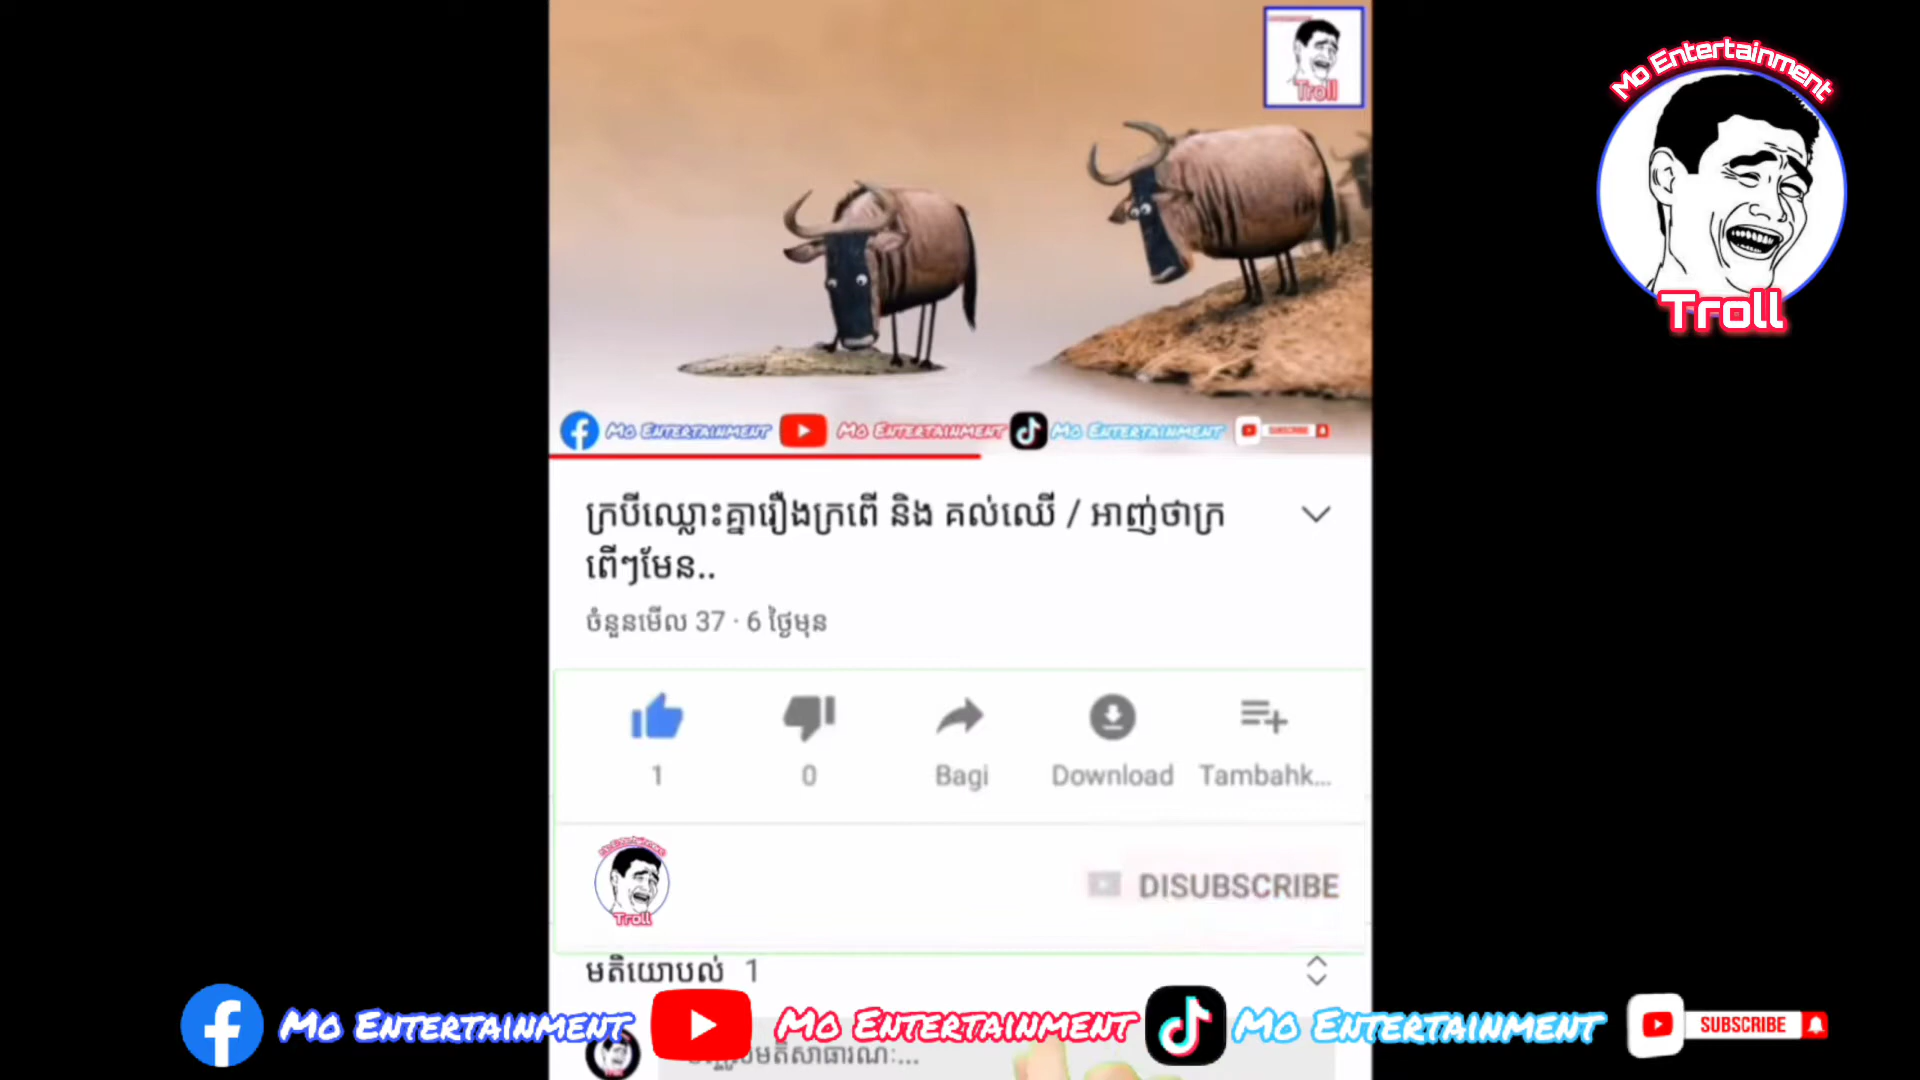 Mo Entertainment
Troll
Troll
Mo Entertainment Mo Entertainment Mo Entertainment SUBSCRIBE
ក្របីឈ្លោះគ្នារឿងក្រពើ និង គល់ឈើ / អាញ់ថាក្រ
ពើៗមែន..
ចំនួនមើល 37 · 6 ថ្ងៃមុន
1 0 Bagi Download Tambahk...
Troll
DISUBSCRIBE
មតិយោបល់ 1
Mo Entertainment Mo Entertainment Mo Entertainment SUBSCRIBE